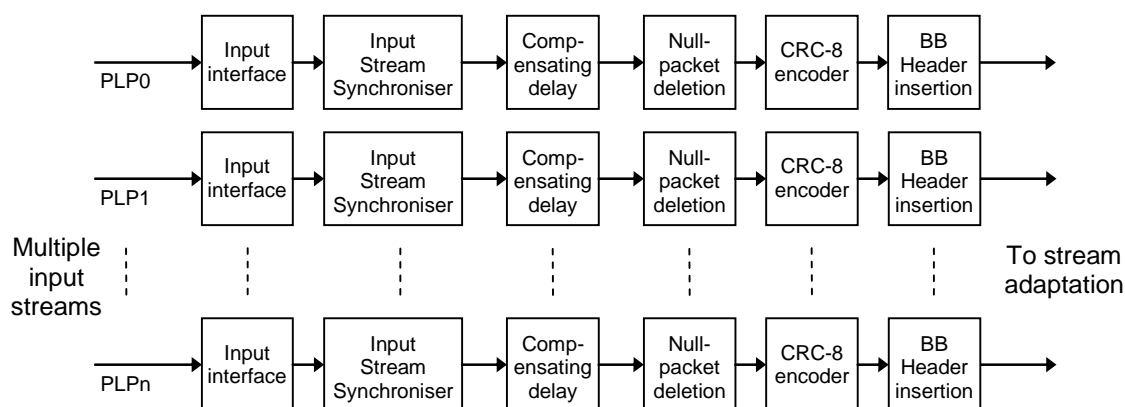 PLP0
Input
interface
Input
Stream
Synchroniser
Comp-
ensating
delay
Null-
packet
deletion
CRC-8
encoder
BB
Header
insertion
PLP1
Input
interface
Input
Stream
Synchroniser
Comp-
ensating
delay
Null-
packet
deletion
CRC-8
encoder
BB
Header
insertion
Multiple
input
streams
To stream
adaptation
PLPn
Input
interface
Input
Stream
Synchroniser
Comp-
ensating
delay
Null-
packet
deletion
CRC-8
encoder
BB
Header
insertion